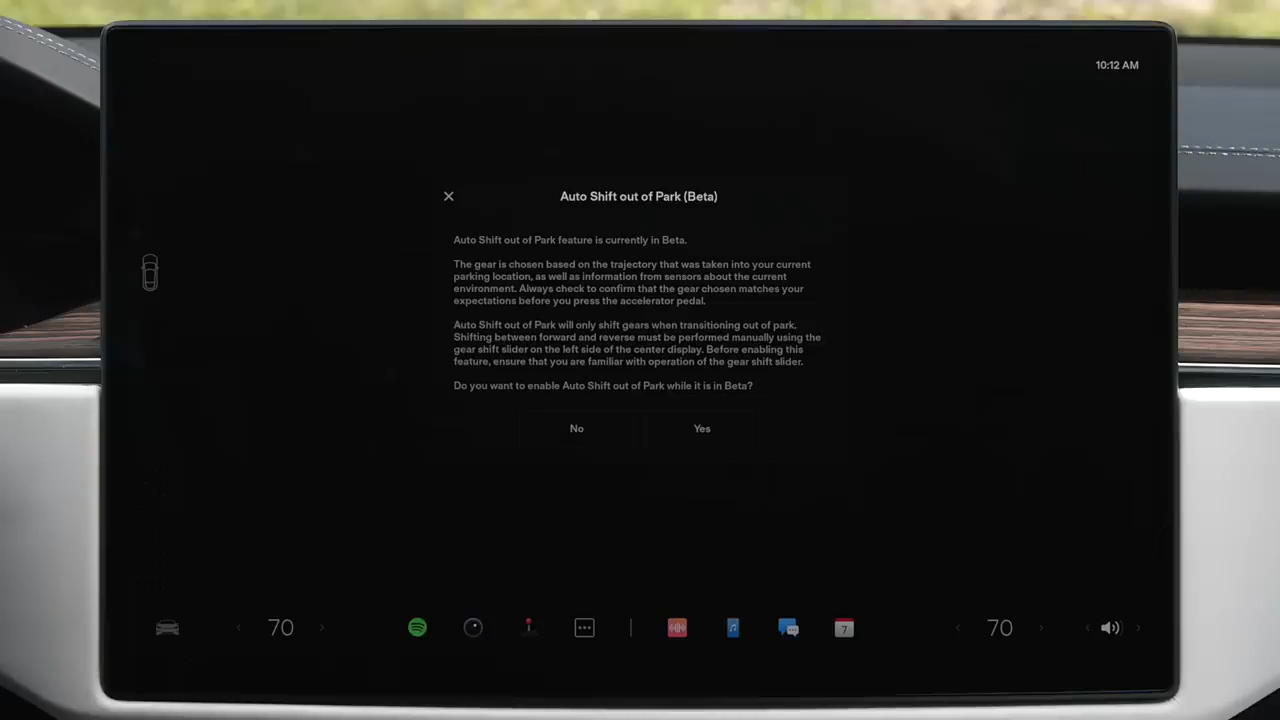 10:12 AM
Auto Shift out of Park (Beta)
Auto Shift out of Park feature is currently in Beta.
The gear is chosen based on the trajectory that was taken into your current
parking location, as well as information from sensors about the current
environment. Always check to confirm that the gear chosen matches your
expectations before you press the accelerator pedal.
Auto Shift out of Park will only shift gears when transitioning out of park.
Shifting between forward and reverse must be performed manually using the
gear shift slider on the left side of the center display. Before enabling this
feature, ensure that you are familiar with operation of the gear shift slider.
Do you want to enable Auto Shift out of Park while it is in Beta?
No Yes
70 7 70